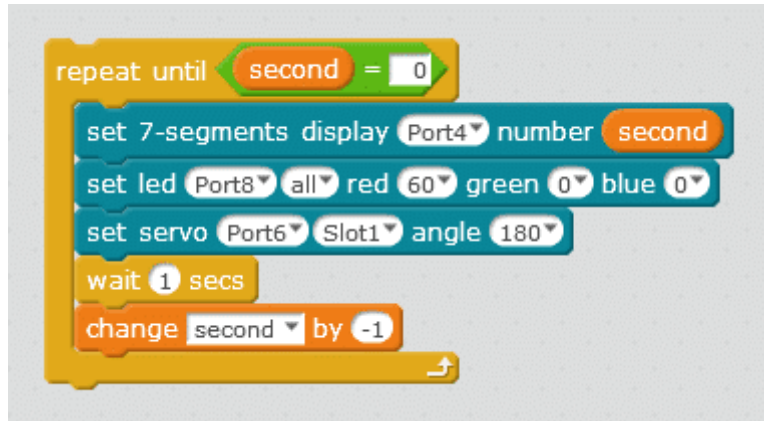 repeat until second = 0
set 7-segments display Port4 number second
set led Port8 all red 60 green 0 blue 0
set servo Port6 Slot1 angle 180
wait 1 secs
change second by -1